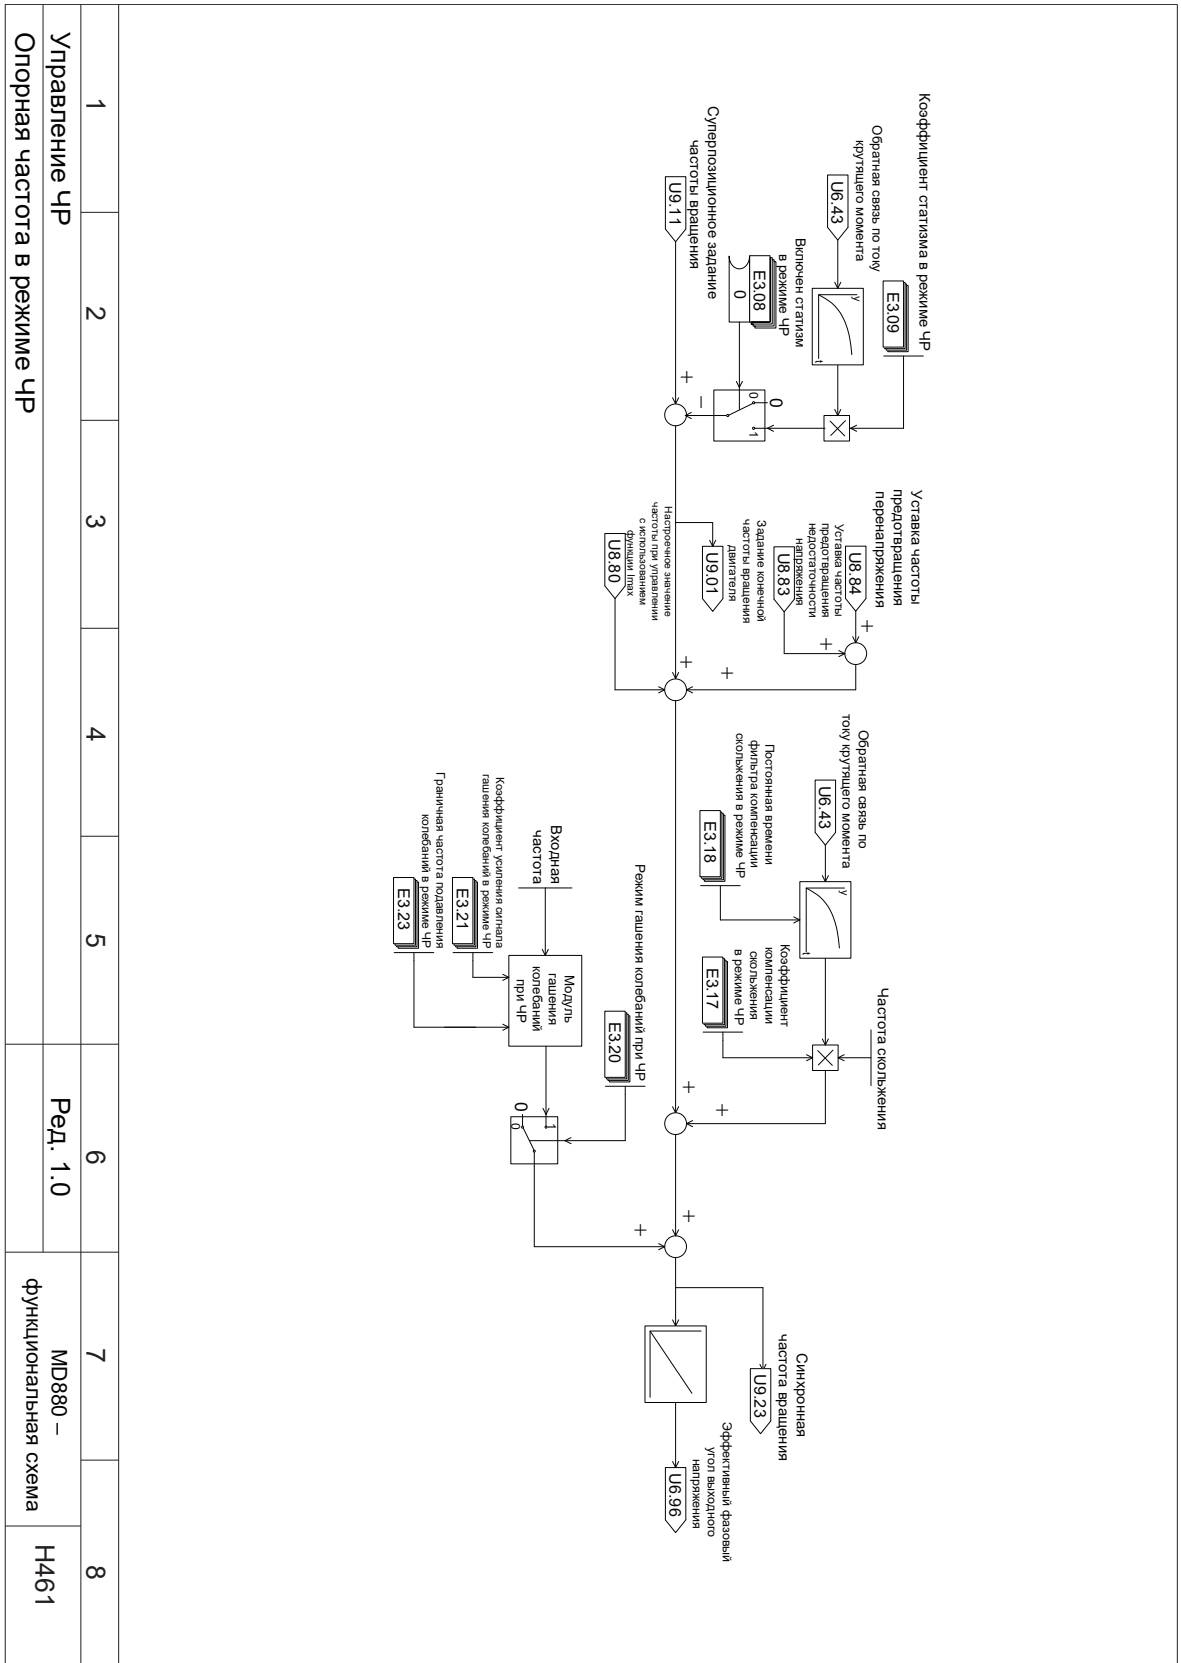 Коэффициент статизма в режиме ЧР
E3.09
Обратная связь по току
крутящего момента
U6.43
y
t
Включен статизм
в режиме ЧР
E3.08
0
0
0
1
Суперпозиционное задание
частоты вращения
U9.11
+
–
Уставка частоты
предотвращения
перенапряжения
U8.84
+
Уставка частоты
предотвращения
недостаточности
напряжения
U8.83
+
Задание конечной
частоты вращения
двигателя
U9.01
Настроечное значение
частоты при управлении
с использованием
функции Imax
U8.80
+
+
Обратная связь по
току крутящего момента
U6.43
y
t
Постоянная времени
фильтра компенсации
скольжения в режиме ЧР
E3.18
Частота скольжения
Коэффициент
компенсации
скольжения
в режиме ЧР
E3.17
+
+
Режим гашения колебаний при ЧР
E3.20
Входная
частота
Модуль
гашения
колебаний
при ЧР
Коэффициент усиления сигнала
гашения колебаний в режиме ЧР
E3.21
Граничная частота подавления
колебаний в режиме ЧР
E3.23
1
0
0
+
+
Синхронная
частота вращения
U9.23
Эффективный фазовый
угол выходного
напряжения
U6.96
1
2
3
4
5
6
7
8
Управление ЧР
Опорная частота в режиме ЧР
Ред. 1.0
MD880 –
функциональная схема
H461